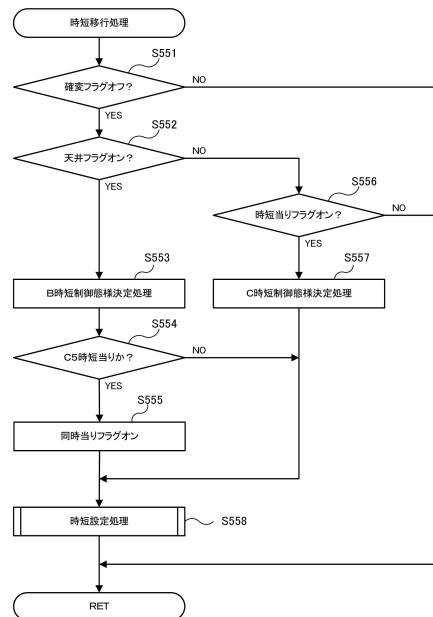 時短移行処理
S551
確変フラグオフ?
NO
YES
S552
天井フラグオン?
NO
YES
S556
時短当りフラグオン?
NO
YES
S553
B時短制御態様決定処理
S557
C時短制御態様決定処理
S554
C5時短当りか?
NO
YES
S555
同時当りフラグオン
時短設定処理
S558
RET